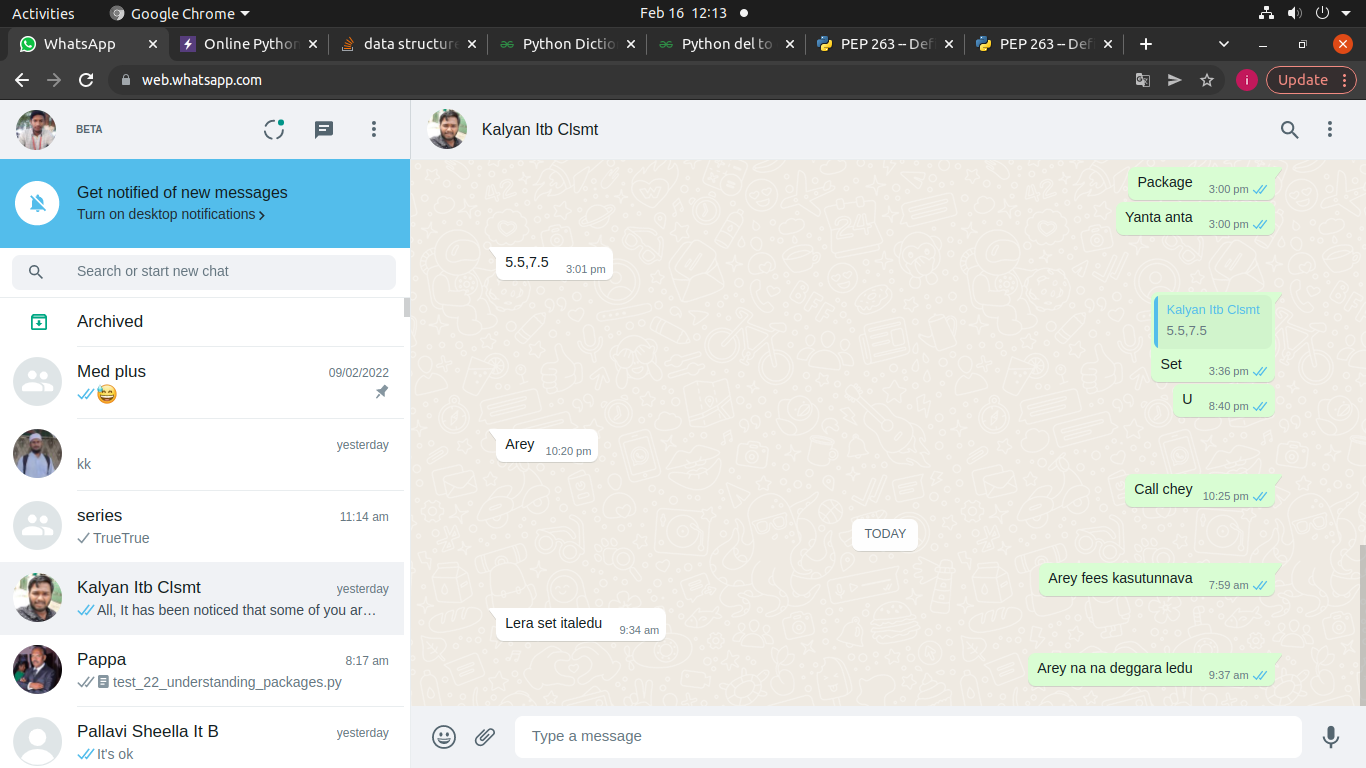 Activities
Google Chrome
Feb 16 12:13
WhatsApp
Online Python
data structure
Python Dictio
Python del to
PEP 263 -- Def
PEP 263 -- Def
web.whatsapp.com
i
Update
BETA
Get notified of new messages
Turn on desktop notifications
Search or start new chat
Archived
Med plus
09/02/2022
yesterday
kk
series
11:14 am
TrueTrue
Kalyan Itb Clsmt
yesterday
All, It has been noticed that some of you ar…
Pappa
8:17 am
test_22_understanding_packages.py
Pallavi Sheella It B
yesterday
It's ok
Kalyan Itb Clsmt
Package 3:00 pm
Yanta anta 3:00 pm
5.5,7.5 3:01 pm
Kalyan Itb Clsmt
5.5,7.5
Set 3:36 pm
U 8:40 pm
Arey 10:20 pm
Call chey 10:25 pm
TODAY
Arey fees kasutunnava 7:59 am
Lera set italedu 9:34 am
Arey na na deggara ledu 9:37 am
Type a message